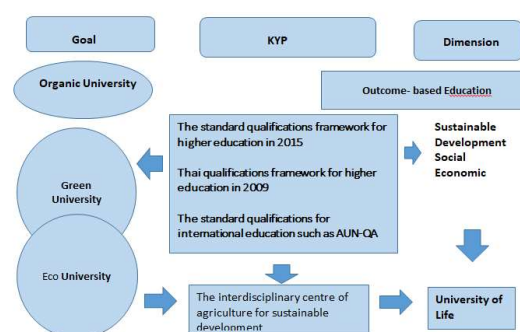 Goal
KYP
Dimension
Organic University
Outcome- based Education
The standard qualifications framework for
higher education in 2015
Thai qualifications framework for higher
education in 2009
The standard qualifications for
international education such as AUN-QA
Sustainable
Development
Social
Economic
Green
University
Eco University
The interdisciplinary centre of
agriculture for sustainable
development
University of
Life